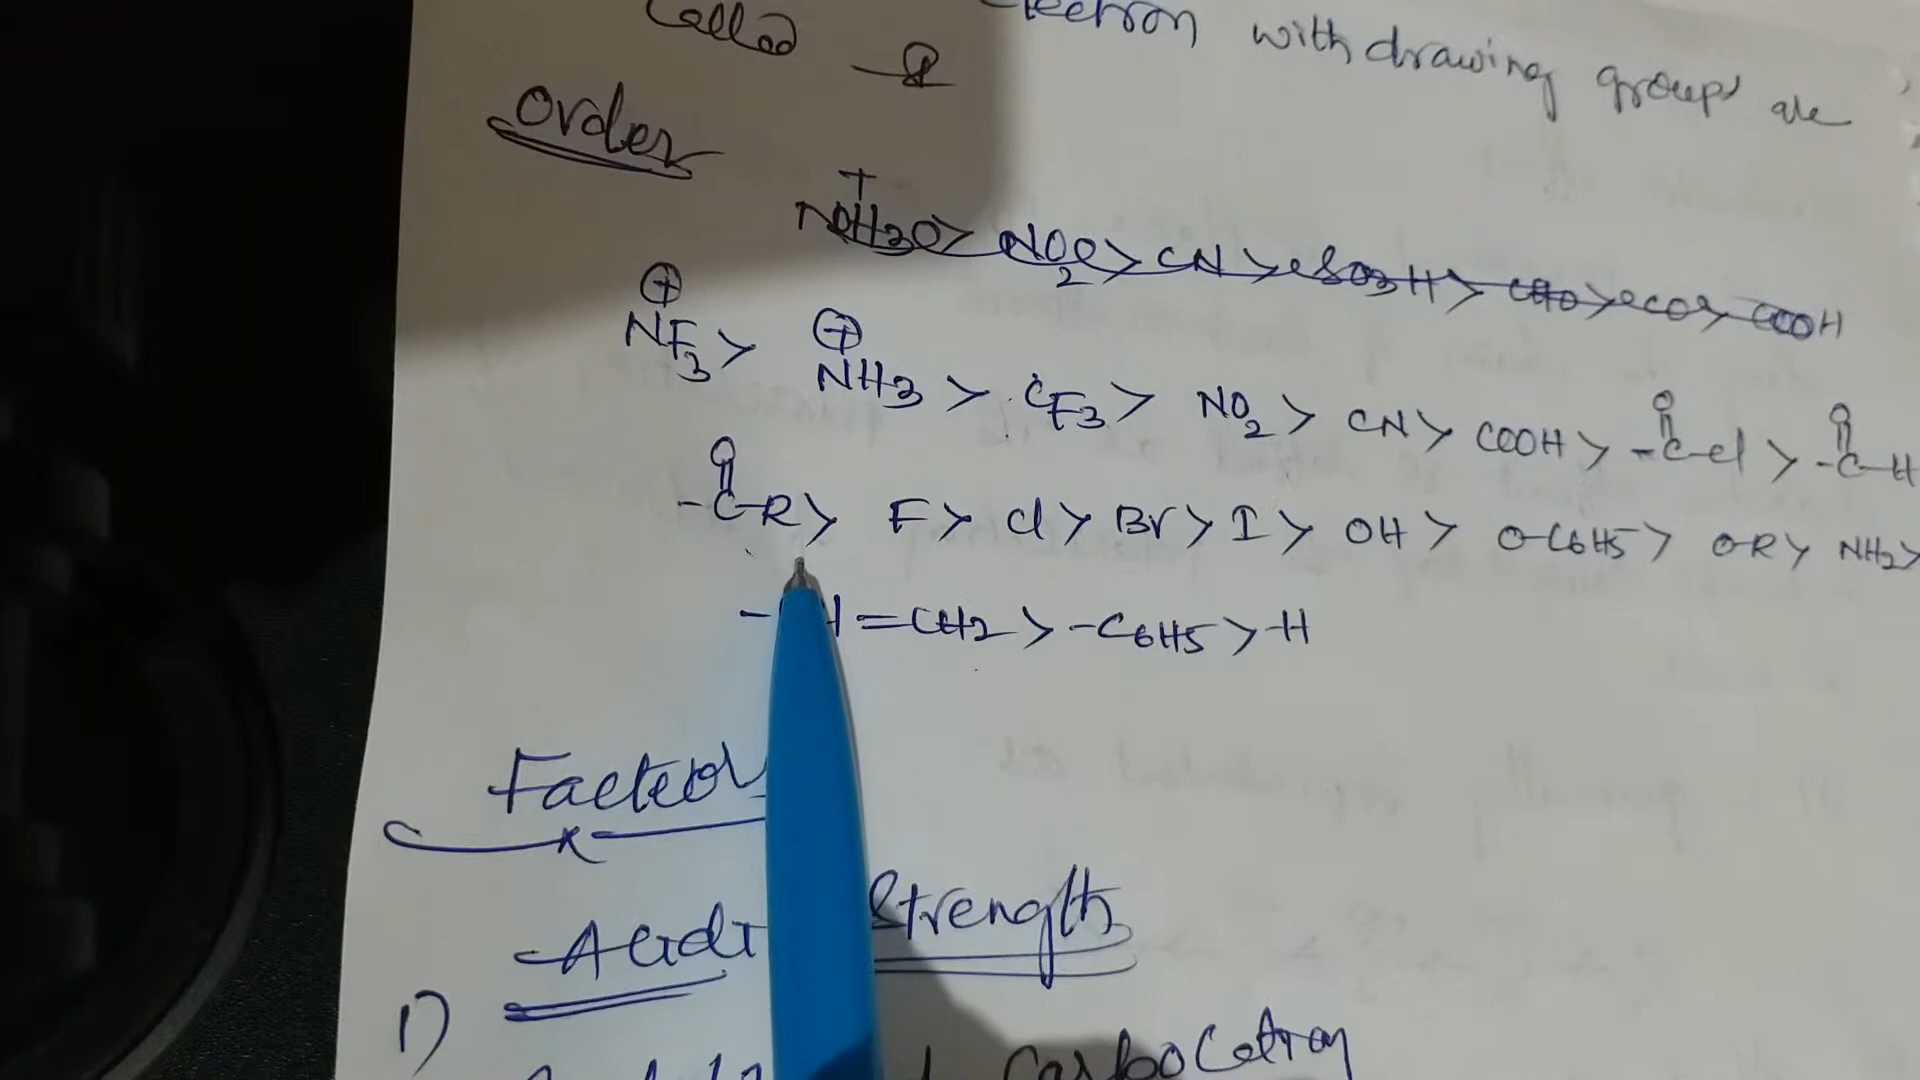 Called -I
electron withdrawing groups are
Order
NF3⊕ > NH3⊕ > CF3 > NO2 > CN > COOH > -C(=O)-Cl > -C(=O)-H
-C(=O)-R > F > Cl > Br > I > OH > O-C6H5 > OR > NH2 >
=CH2 > -C6H5 > -H
Factor
Strength
1)
Carbocation